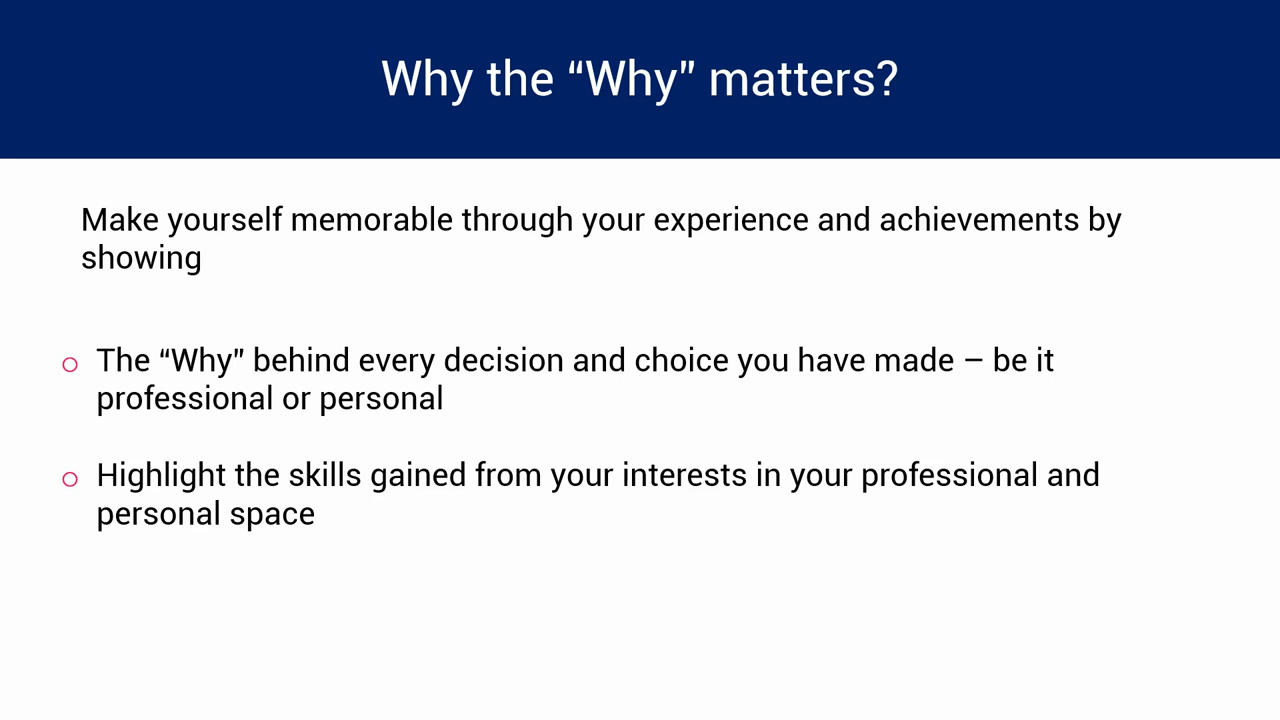 Why the “Why” matters?
Make yourself memorable through your experience and achievements by
showing
○ The “Why” behind every decision and choice you have made – be it
professional or personal
○ Highlight the skills gained from your interests in your professional and
personal space